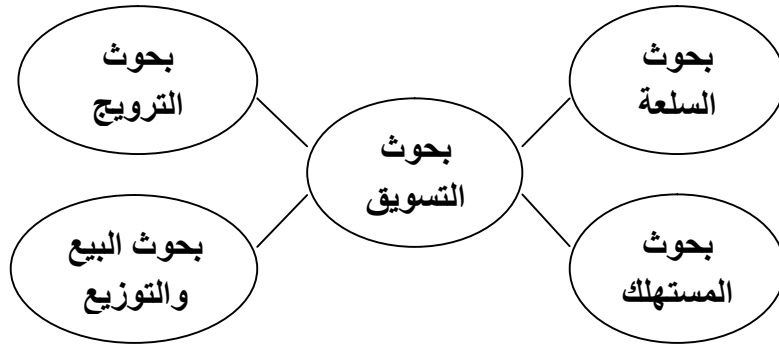 بحوث
السلعة
بحوث
الترويج
بحوث
التسويق
بحوث
المستهلك
بحوث البيع
والتوزيع